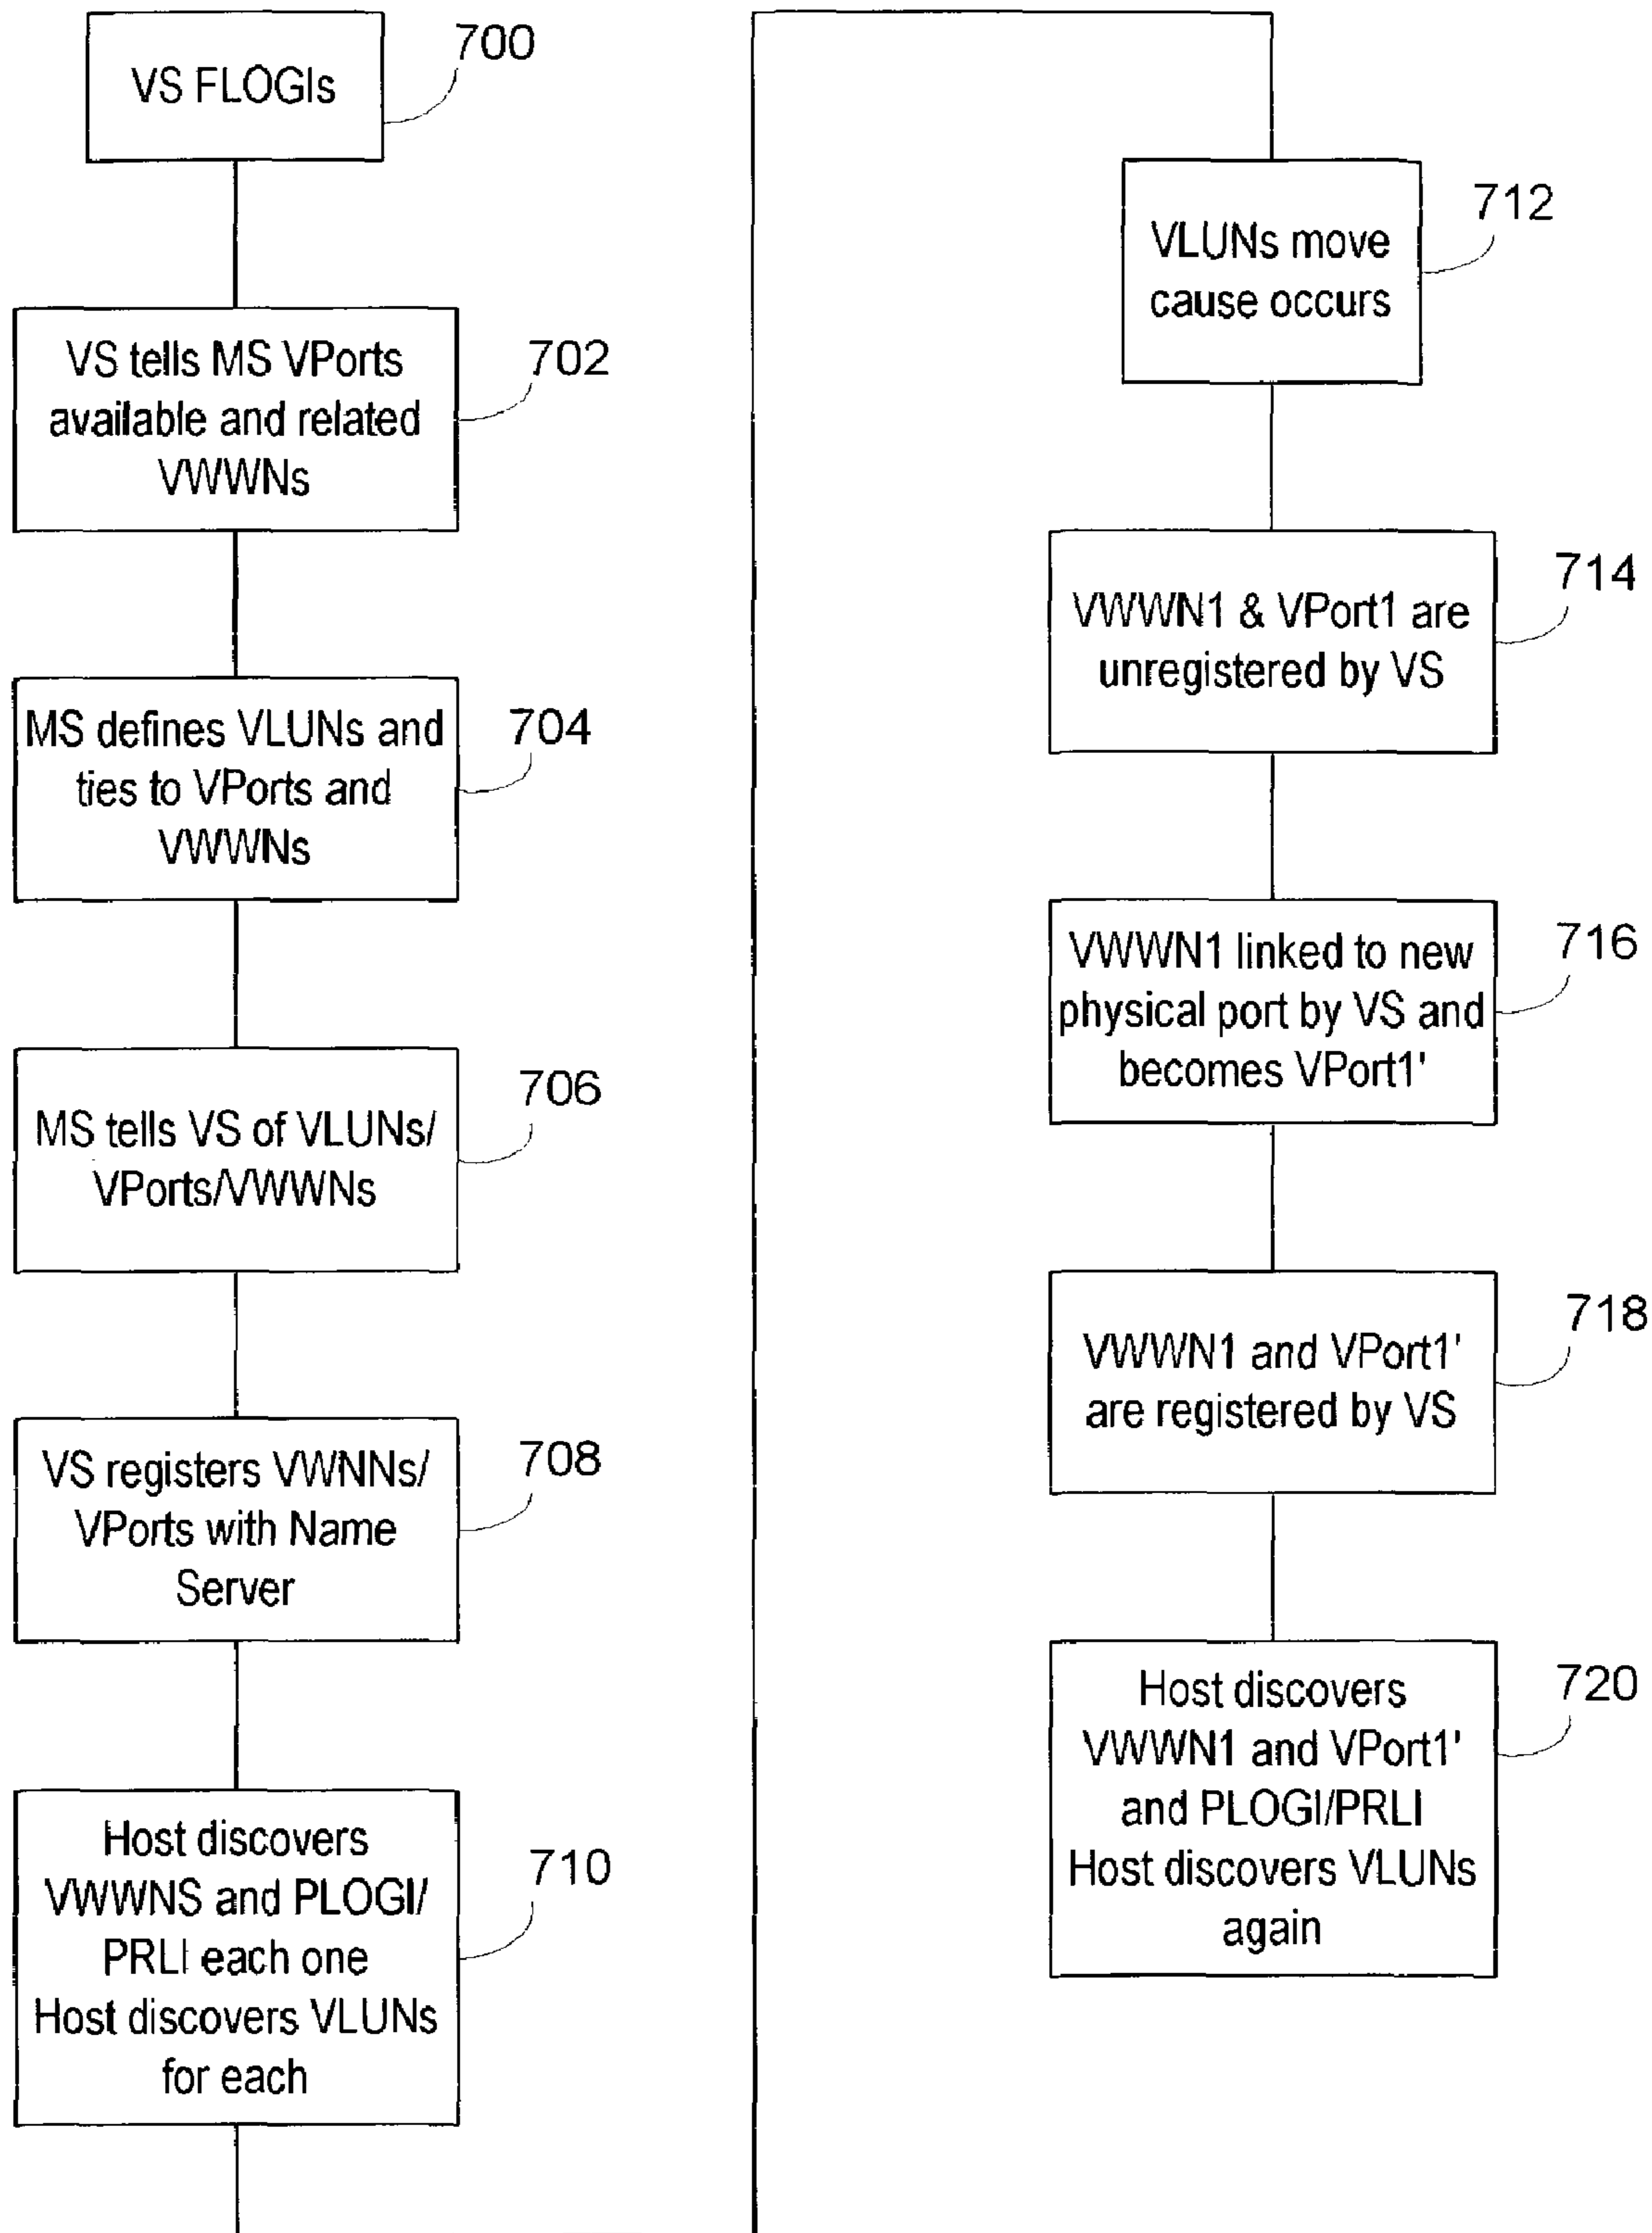 VS FLOGIs
700
VS tells MS VPorts
available and related
VWWNs
702
MS defines VLUNs and
ties to VPorts and
VWWNs
704
MS tells VS of VLUNs/
VPorts/VWWNs
706
VS registers VWNNs/
VPorts with Name
Server
708
Host discovers
VWWNS and PLOGI/
PRLI each one
Host discovers VLUNs
for each
710
VLUNs move
cause occurs
712
VWWN1 & VPort1 are
unregistered by VS
714
VWWN1 linked to new
physical port by VS and
becomes VPort1'
716
VWWN1 and VPort1'
are registered by VS
718
Host discovers
VWWN1 and VPort1'
and PLOGI/PRLI
Host discovers VLUNs
again
720